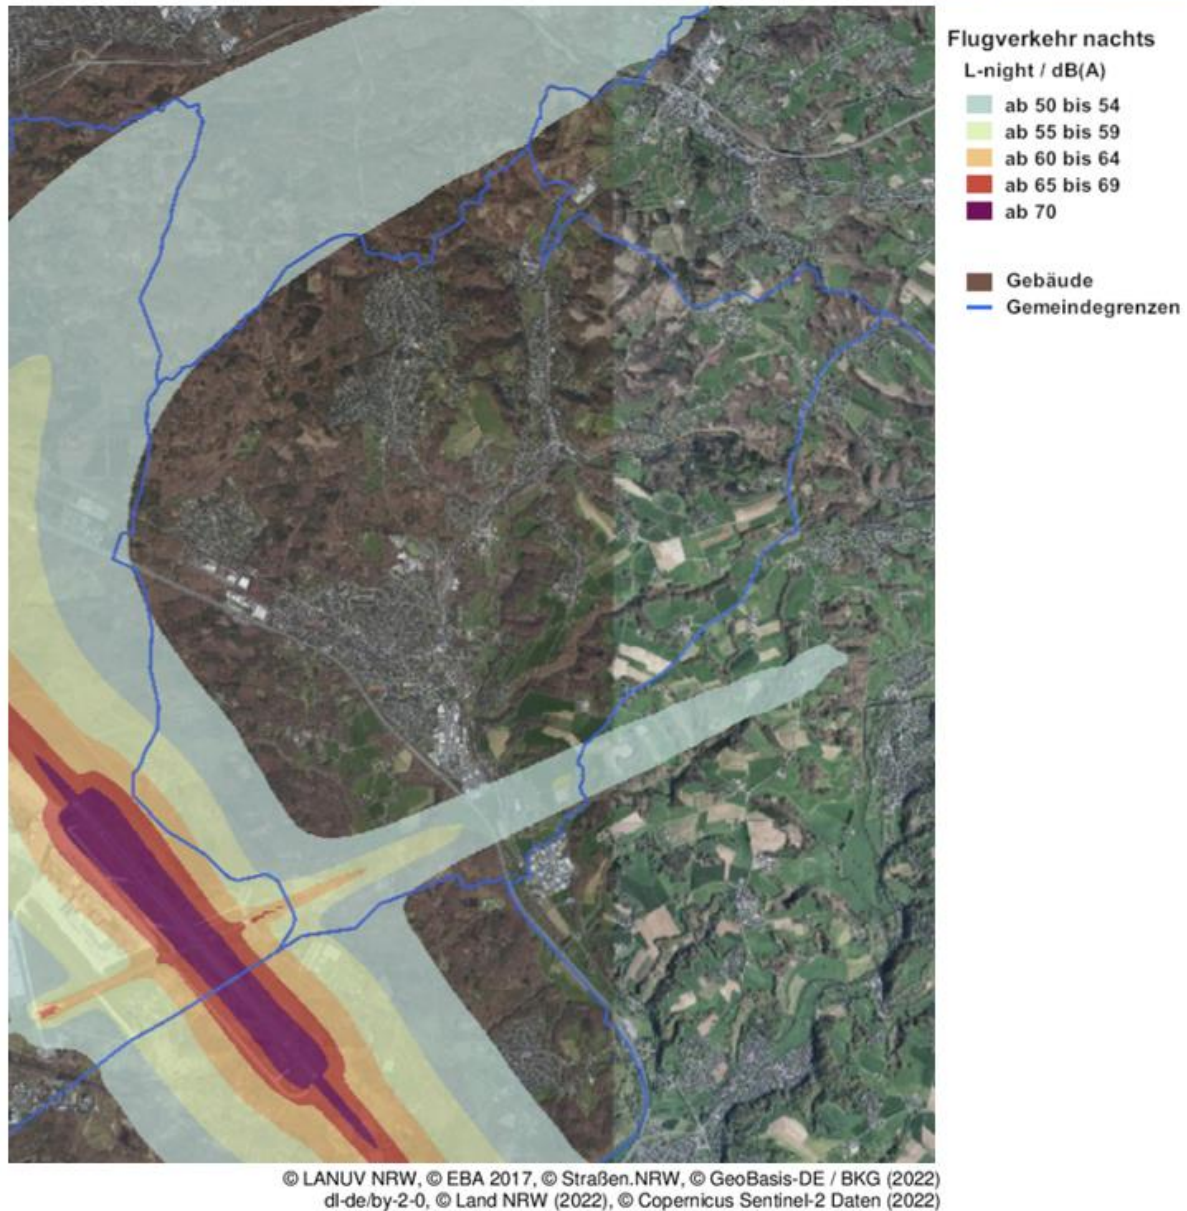 Flugverkehr nachts
L-night / dB(A)
ab 50 bis 54
ab 55 bis 59
ab 60 bis 64
ab 65 bis 69
ab 70
Gebäude
Gemeindegrenzen
© LANUV NRW, © EBA 2017, © Straßen.NRW, © GeoBasis-DE / BKG (2022)
dl-de/by-2-0, © Land NRW (2022), © Copernicus Sentinel-2 Daten (2022)